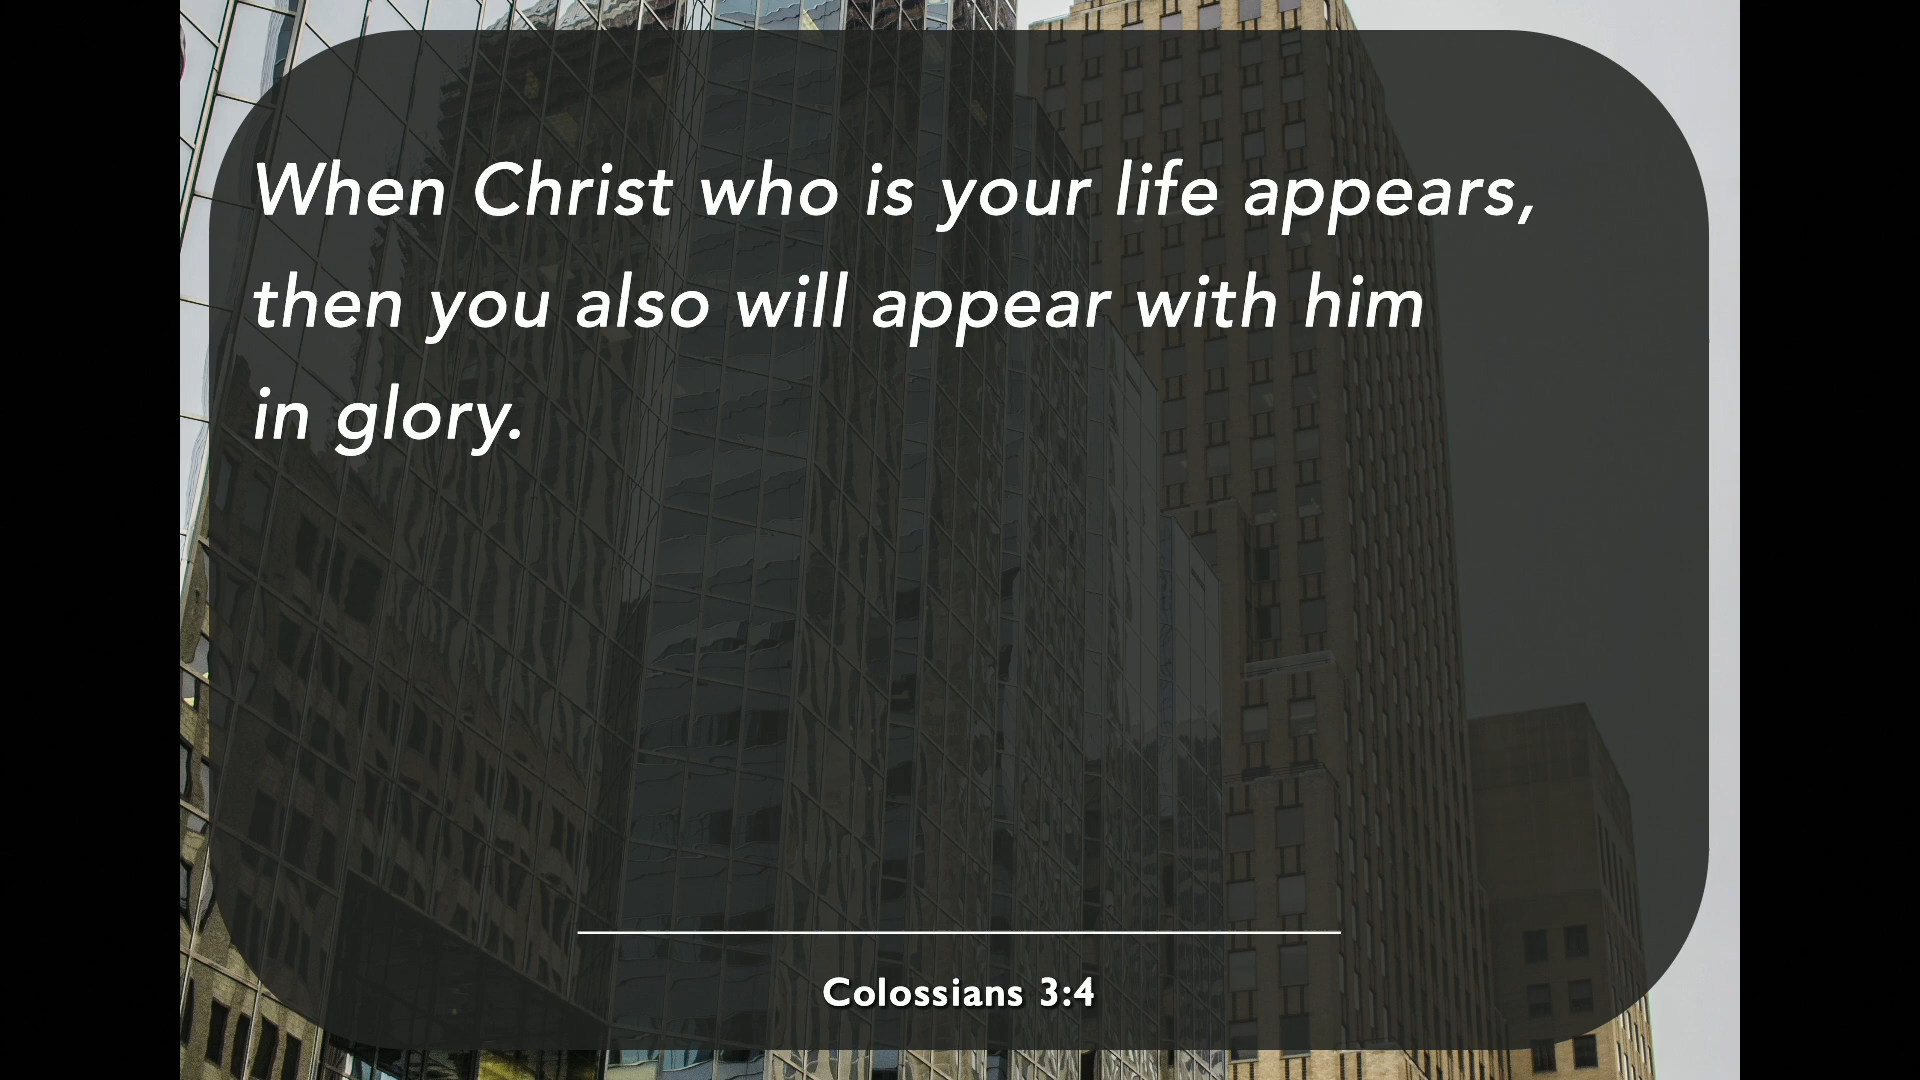 When Christ who is your life appears,
then you also will appear with him
in glory.
Colossians 3:4